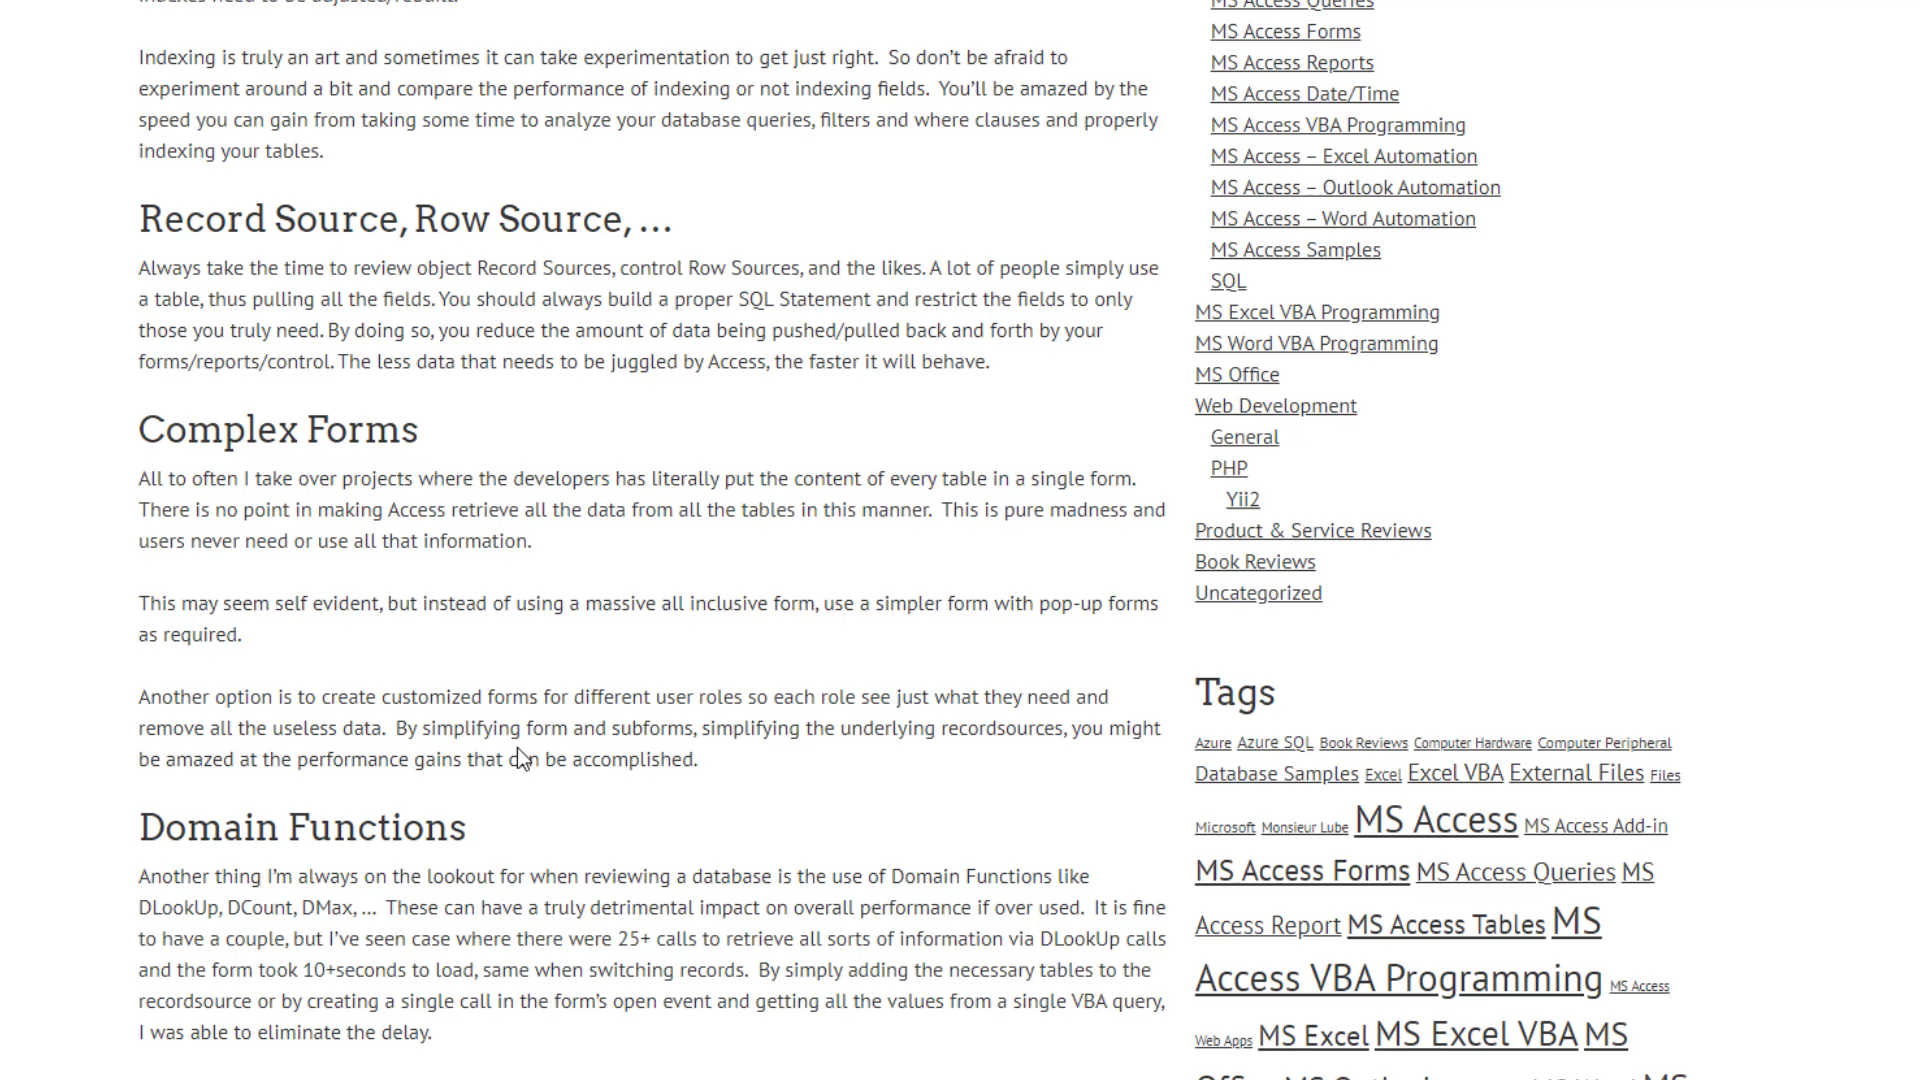 Indexing is truly an art and sometimes it can take experimentation to get just right.  So don’t be afraid to
experiment around a bit and compare the performance of indexing or not indexing fields.  You’ll be amazed by the
speed you can gain from taking some time to analyze your database queries, filters and where clauses and properly
indexing your tables.
Record Source, Row Source, …
Always take the time to review object Record Sources, control Row Sources, and the likes. A lot of people simply use
a table, thus pulling all the fields. You should always build a proper SQL Statement and restrict the fields to only
those you truly need. By doing so, you reduce the amount of data being pushed/pulled back and forth by your
forms/reports/control. The less data that needs to be juggled by Access, the faster it will behave.
Complex Forms
All to often I take over projects where the developers has literally put the content of every table in a single form.
There is no point in making Access retrieve all the data from all the tables in this manner.  This is pure madness and
users never need or use all that information.
This may seem self evident, but instead of using a massive all inclusive form, use a simpler form with pop-up forms
as required.
Another option is to create customized forms for different user roles so each role see just what they need and
remove all the useless data.  By simplifying form and subforms, simplifying the underlying recordsources, you might
be amazed at the performance gains that can be accomplished.
Domain Functions
Another thing I’m always on the lookout for when reviewing a database is the use of Domain Functions like
DLookUp, DCount, DMax, …  These can have a truly detrimental impact on overall performance if over used.  It is fine
to have a couple, but I’ve seen case where there were 25+ calls to retrieve all sorts of information via DLookUp calls
and the form took 10+seconds to load, same when switching records.  By simply adding the necessary tables to the
recordsource or by creating a single call in the form’s open event and getting all the values from a single VBA query,
I was able to eliminate the delay.
MS Access Queries
MS Access Forms
MS Access Reports
MS Access Date/Time
MS Access VBA Programming
MS Access – Excel Automation
MS Access – Outlook Automation
MS Access – Word Automation
MS Access Samples
SQL
MS Excel VBA Programming
MS Word VBA Programming
MS Office
Web Development
General
PHP
Yii2
Product & Service Reviews
Book Reviews
Uncategorized
Tags
Azure Azure SQL Book Reviews Computer Hardware Computer Peripheral
Database Samples Excel Excel VBA External Files Files
Microsoft Monsieur Lube MS Access MS Access Add-in
MS Access Forms MS Access Queries MS
Access Report MS Access Tables MS
Access VBA Programming MS Access
Web Apps MS Excel MS Excel VBA MS